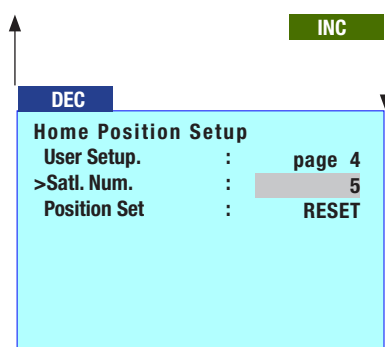 INC
DEC
Home Position Setup
User Setup. : page 4
>Satl. Num. : 5
Position Set : RESET